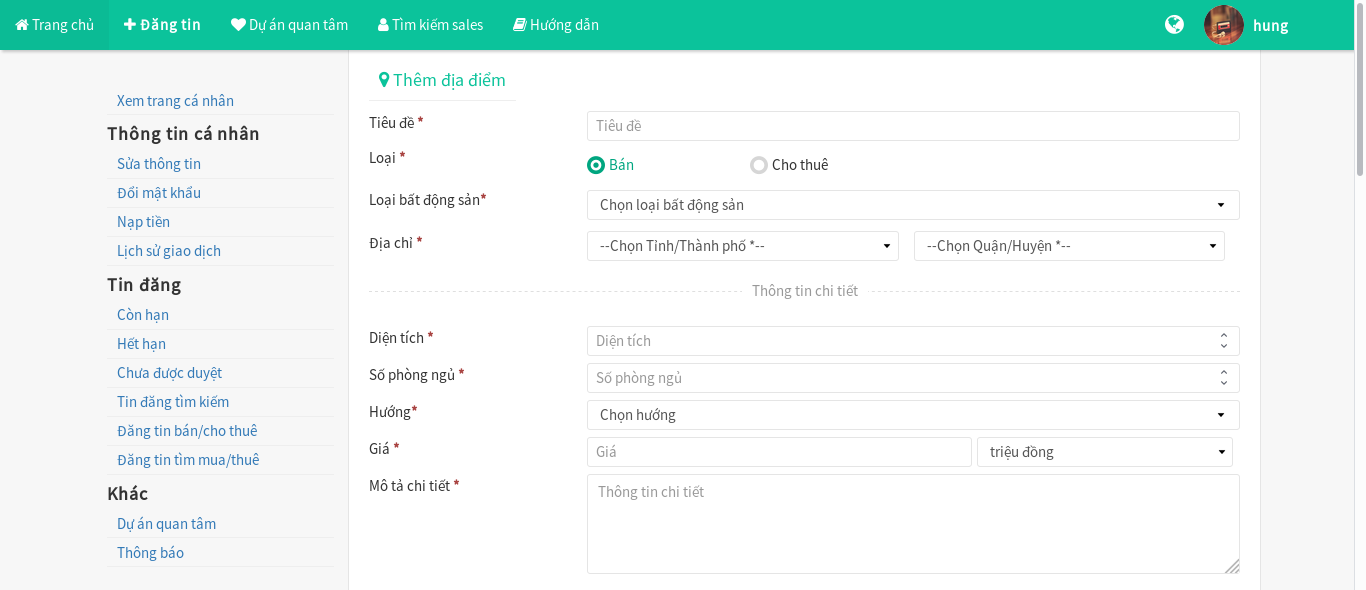 Trang chủ
Đăng tin
Dự án quan tâm
Tìm kiếm sales
Hướng dẫn
hung
Xem trang cá nhân
Thông tin cá nhân
Sửa thông tin
Đổi mật khẩu
Nạp tiền
Lịch sử giao dịch
Tin đăng
Còn hạn
Hết hạn
Chưa được duyệt
Tin đăng tìm kiếm
Đăng tin bán/cho thuê
Đăng tin tìm mua/thuê
Khác
Dự án quan tâm
Thông báo
Thêm địa điểm
Tiêu đề *
Tiêu đề
Loại *
Bán
Cho thuê
Loại bất động sản*
Chọn loại bất động sản
Địa chỉ *
--Chọn Tỉnh/Thành phố *--
--Chọn Quận/Huyện *--
Thông tin chi tiết
Diện tích *
Diện tích
Số phòng ngủ *
Số phòng ngủ
Hướng*
Chọn hướng
Giá *
Giá
triệu đồng
Mô tả chi tiết *
Thông tin chi tiết